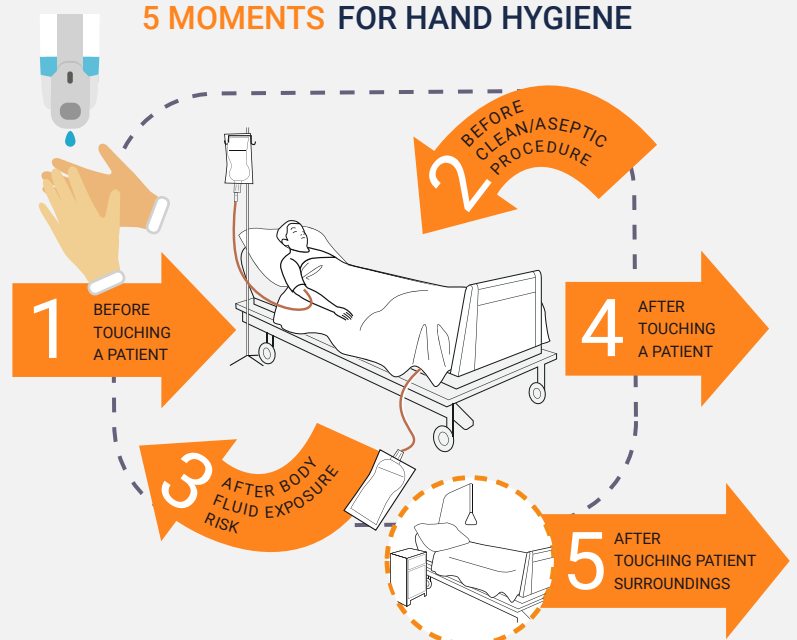 5 MOMENTS FOR HAND HYGIENE
1
BEFORE
TOUCHING
A PATIENT
2
BEFORE
CLEAN/ASEPTIC
PROCEDURE
3
AFTER BODY
FLUID EXPOSURE
RISK
4
AFTER
TOUCHING
A PATIENT
5
AFTER
TOUCHING PATIENT
SURROUNDINGS